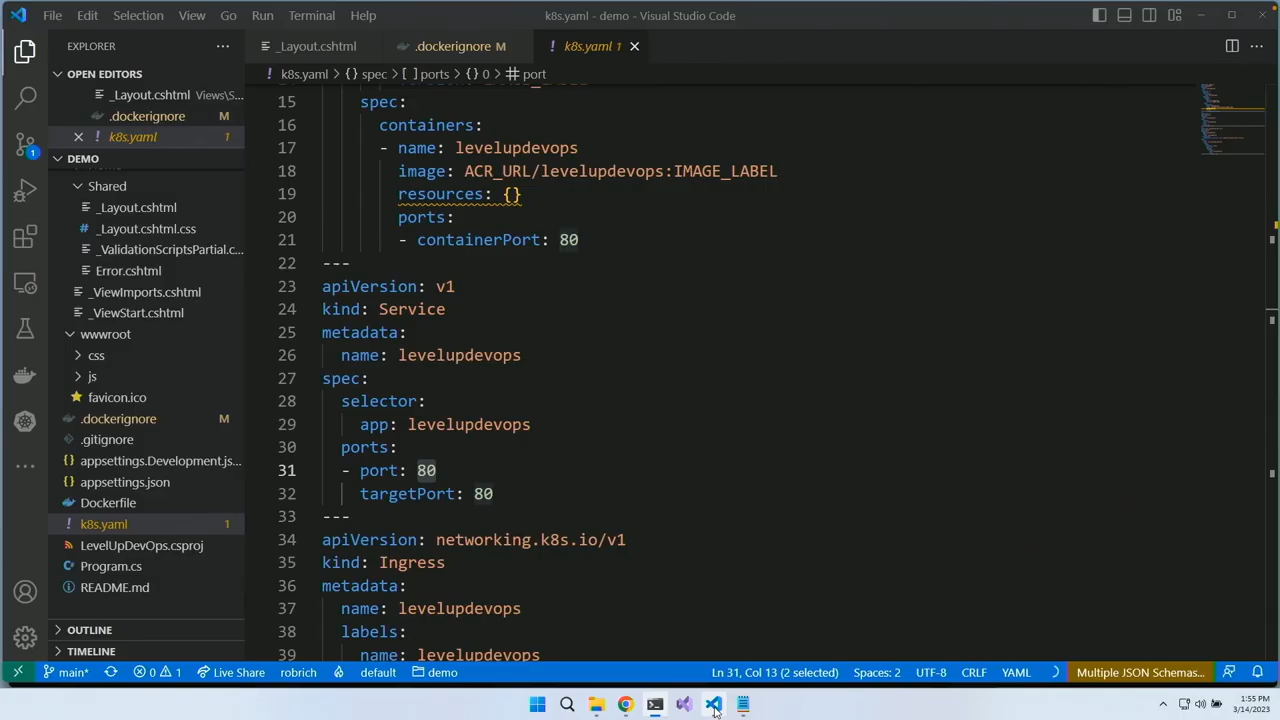 File Edit Selection View Go Run Terminal Help k8s.yaml - demo - Visual Studio Code
EXPLORER
_Layout.cshtml .dockerignore M ! k8s.yaml 1
OPEN EDITORS
k8s.yaml > {} spec > [ ] ports > {} 0 > port
_Layout.cshtml Views\S...
.dockerignore M
! k8s.yaml 1
DEMO
Shared
_Layout.cshtml
# _Layout.cshtml.css
_ValidationScriptsPartial.c...
Error.cshtml
_ViewImports.cshtml
_ViewStart.cshtml
wwwroot
css
js
favicon.ico
.dockerignore M
.gitignore
{} appsettings.Development.js...
{} appsettings.json
Dockerfile
! k8s.yaml 1
LevelUpDevOps.csproj
Program.cs
README.md
OUTLINE
TIMELINE
1
15 spec:
16 containers:
17 - name: levelupdevops
18 image: ACR_URL/levelupdevops:IMAGE_LABEL
19 resources: {}
20 ports:
21 - containerPort: 80
22 ---
23 apiVersion: v1
24 kind: Service
25 metadata:
26 name: levelupdevops
27 spec:
28 selector:
29 app: levelupdevops
30 ports:
31 - port: 80
32 targetPort: 80
33 ---
34 apiVersion: networking.k8s.io/v1
35 kind: Ingress
36 metadata:
37 name: levelupdevops
38 labels:
39 name: levelupdevops
main* 0 1 Live Share robrich default demo Ln 31, Col 13 (2 selected) Spaces: 2 UTF-8 CRLF YAML Multiple JSON Schemas...
1:55 PM
3/14/2023